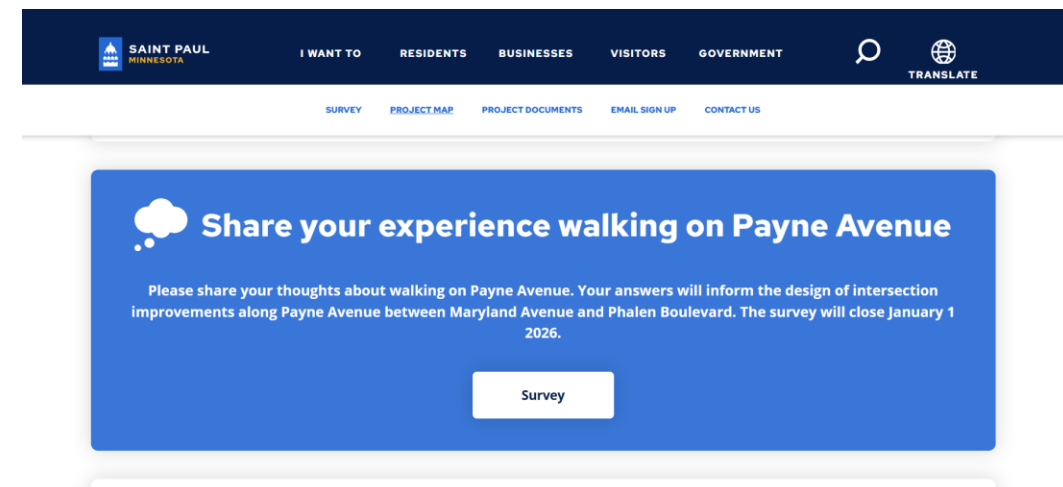 SAINT PAUL
MINNESOTA
I WANT TO
RESIDENTS
BUSINESSES
VISITORS
GOVERNMENT
TRANSLATE
SURVEY
PROJECT MAP
PROJECT DOCUMENTS
EMAIL SIGN UP
CONTACT US
Share your experience walking on Payne Avenue
Please share your thoughts about walking on Payne Avenue. Your answers will inform the design of intersection
improvements along Payne Avenue between Maryland Avenue and Phalen Boulevard. The survey will close January 1
2026.
Survey